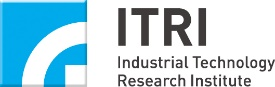 ITRI
Industrial Technology
Research Institute